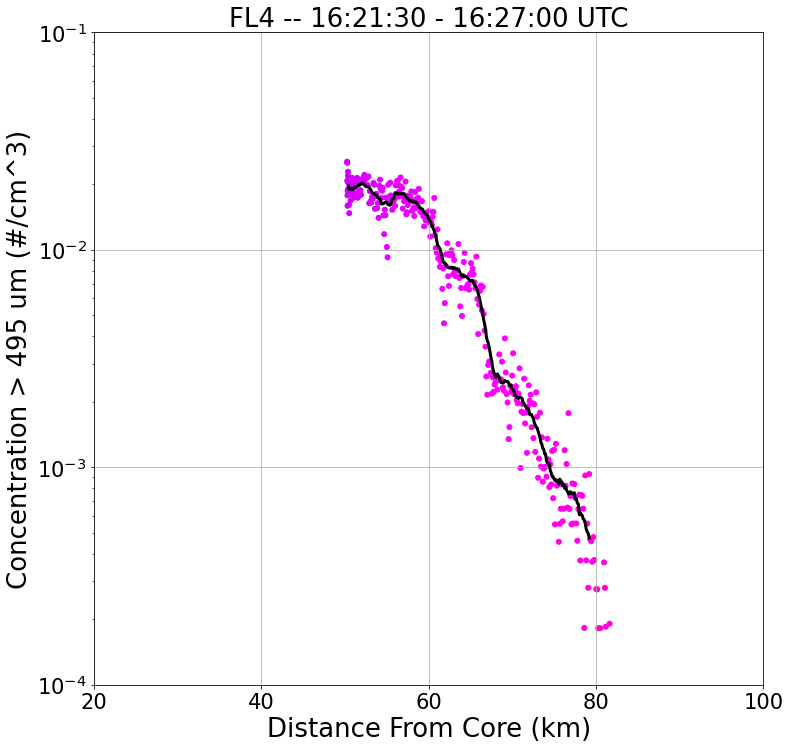 FL4 -- 16:21:30 - 16:27:00 UTC
Concentration > 495 um (#/cm^3)
10⁻¹
10⁻²
10⁻³
10⁻⁴
20 40 60 80 100
Distance From Core (km)